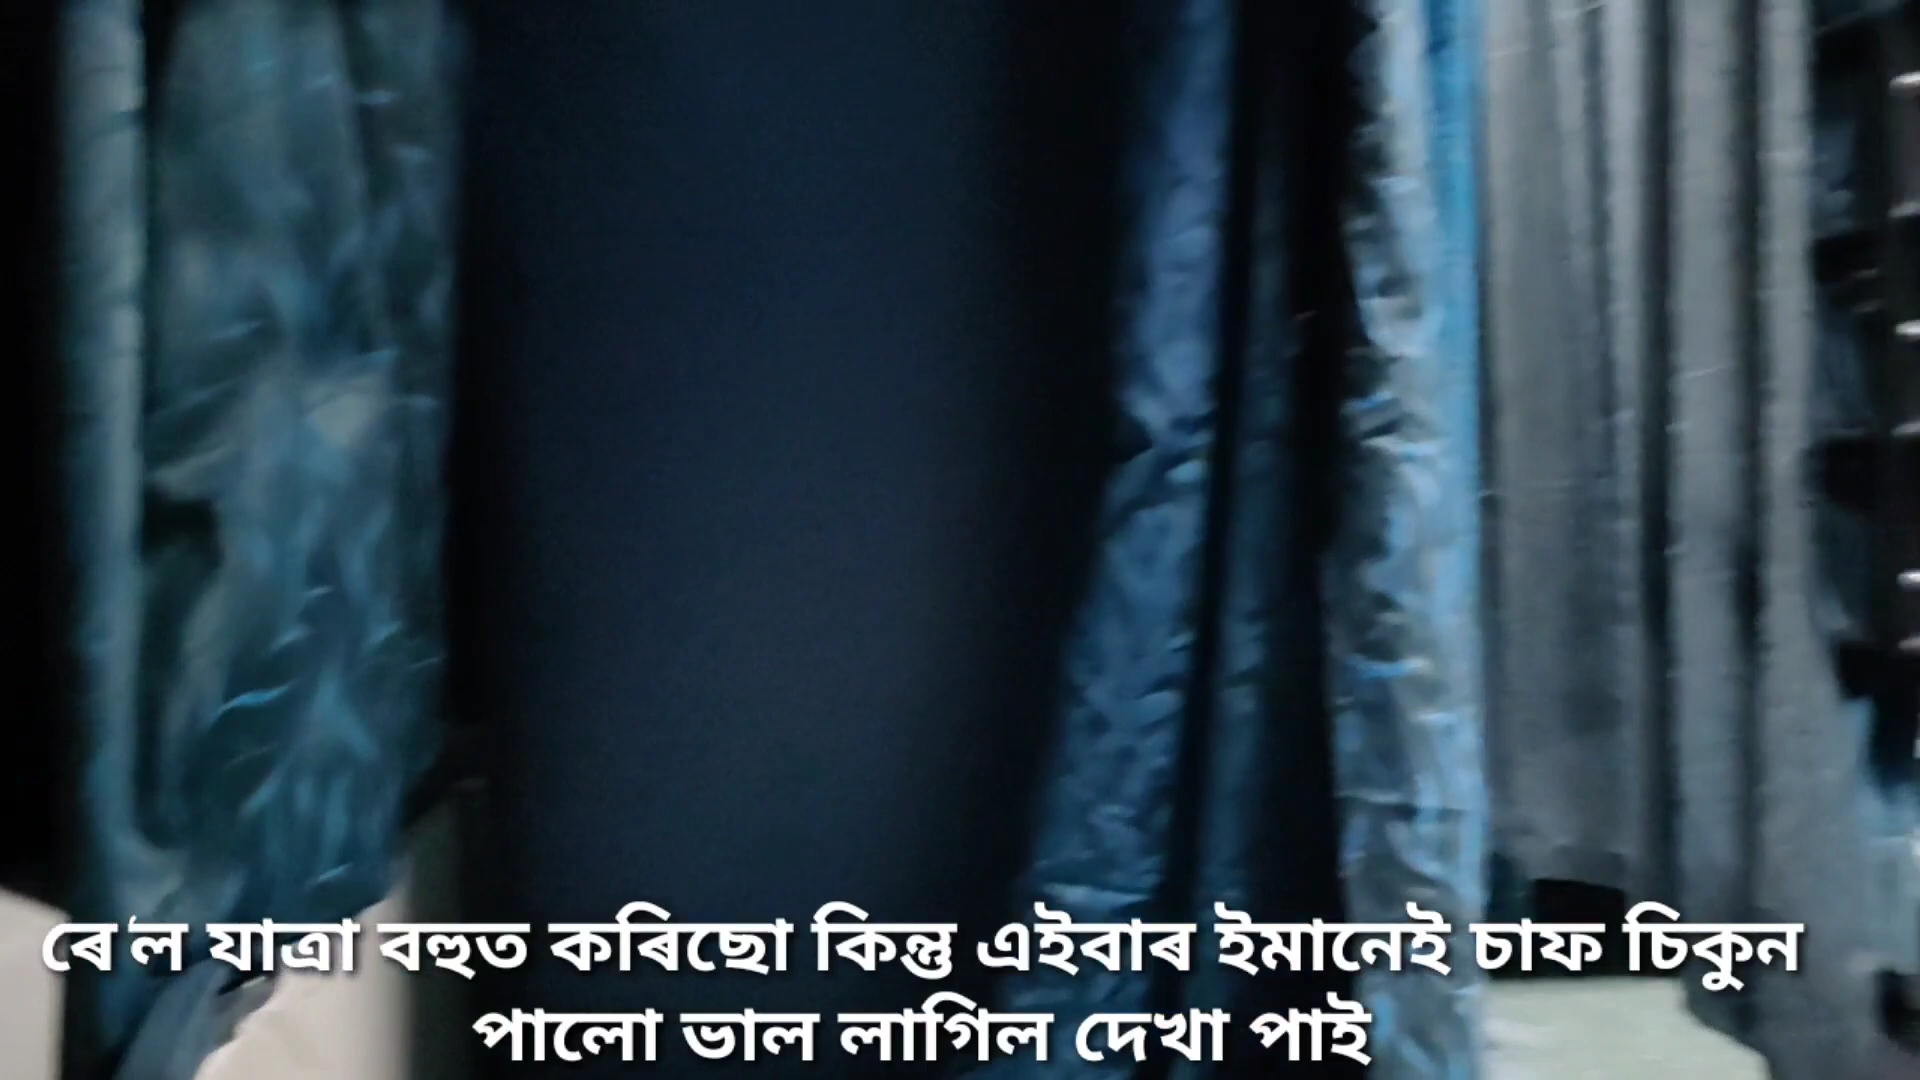 ৰে'ল যাত্ৰা বহুত কৰিছো কিন্তু এইবাৰ ইমানেই চাফ চিকুন
পালো ভাল লাগিল দেখা পাই